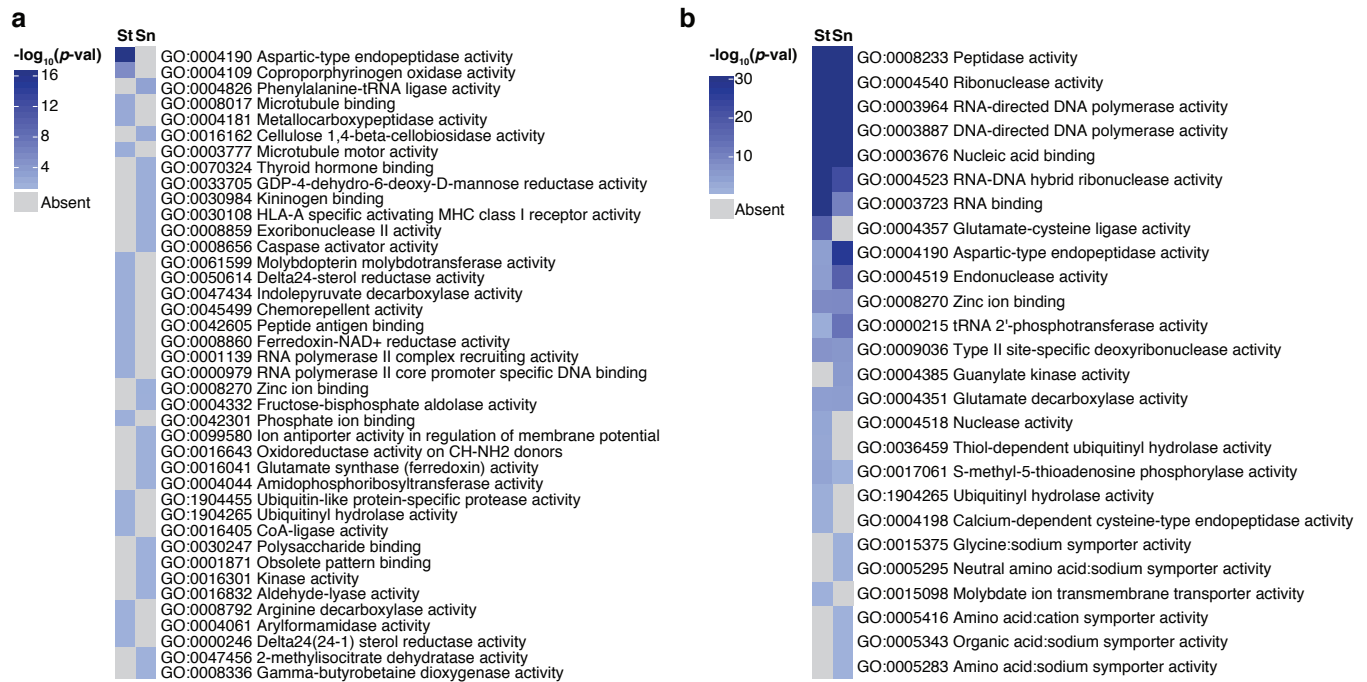 a
St Sn
-log10(p-val)
16
12
8
4
Absent
GO:0004190 Aspartic-type endopeptidase activity
GO:0004109 Coproporphyrinogen oxidase activity
GO:0004826 Phenylalanine-tRNA ligase activity
GO:0008017 Microtubule binding
GO:0004181 Metallocarboxypeptidase activity
GO:0016162 Cellulose 1,4-beta-cellobiosidase activity
GO:0003777 Microtubule motor activity
GO:0070324 Thyroid hormone binding
GO:0033705 GDP-4-dehydro-6-deoxy-D-mannose reductase activity
GO:0030984 Kininogen binding
GO:0030108 HLA-A specific activating MHC class I receptor activity
GO:0008859 Exoribonuclease II activity
GO:0008656 Caspase activator activity
GO:0061599 Molybdopterin molybdotransferase activity
GO:0050614 Delta24-sterol reductase activity
GO:0047434 Indolepyruvate decarboxylase activity
GO:0045499 Chemorepellent activity
GO:0042605 Peptide antigen binding
GO:0008860 Ferredoxin-NAD+ reductase activity
GO:0001139 RNA polymerase II complex recruiting activity
GO:0000979 RNA polymerase II core promoter specific DNA binding
GO:0008270 Zinc ion binding
GO:0004332 Fructose-bisphosphate aldolase activity
GO:0042301 Phosphate ion binding
GO:0099580 Ion antiporter activity in regulation of membrane potential
GO:0016643 Oxidoreductase activity on CH-NH2 donors
GO:0016041 Glutamate synthase (ferredoxin) activity
GO:0004044 Amidophosphoribosyltransferase activity
GO:1904455 Ubiquitin-like protein-specific protease activity
GO:1904265 Ubiquitinyl hydrolase activity
GO:0016405 CoA-ligase activity
GO:0030247 Polysaccharide binding
GO:0001871 Obsolete pattern binding
GO:0016301 Kinase activity
GO:0016832 Aldehyde-lyase activity
GO:0008792 Arginine decarboxylase activity
GO:0004061 Arylformamidase activity
GO:0000246 Delta24(24-1) sterol reductase activity
GO:0047456 2-methylisocitrate dehydratase activity
GO:0008336 Gamma-butyrobetaine dioxygenase activity
b
St Sn
-log10(p-val)
30
20
10
Absent
GO:0008233 Peptidase activity
GO:0004540 Ribonuclease activity
GO:0003964 RNA-directed DNA polymerase activity
GO:0003887 DNA-directed DNA polymerase activity
GO:0003676 Nucleic acid binding
GO:0004523 RNA-DNA hybrid ribonuclease activity
GO:0003723 RNA binding
GO:0004357 Glutamate-cysteine ligase activity
GO:0004190 Aspartic-type endopeptidase activity
GO:0004519 Endonuclease activity
GO:0008270 Zinc ion binding
GO:0000215 tRNA 2'-phosphotransferase activity
GO:0009036 Type II site-specific deoxyribonuclease activity
GO:0004385 Guanylate kinase activity
GO:0004351 Glutamate decarboxylase activity
GO:0004518 Nuclease activity
GO:0036459 Thiol-dependent ubiquitinyl hydrolase activity
GO:0017061 S-methyl-5-thioadenosine phosphorylase activity
GO:1904265 Ubiquitinyl hydrolase activity
GO:0004198 Calcium-dependent cysteine-type endopeptidase activity
GO:0015375 Glycine:sodium symporter activity
GO:0005295 Neutral amino acid:sodium symporter activity
GO:0015098 Molybdate ion transmembrane transporter activity
GO:0005416 Amino acid:cation symporter activity
GO:0005343 Organic acid:sodium symporter activity
GO:0005283 Amino acid:sodium symporter activity